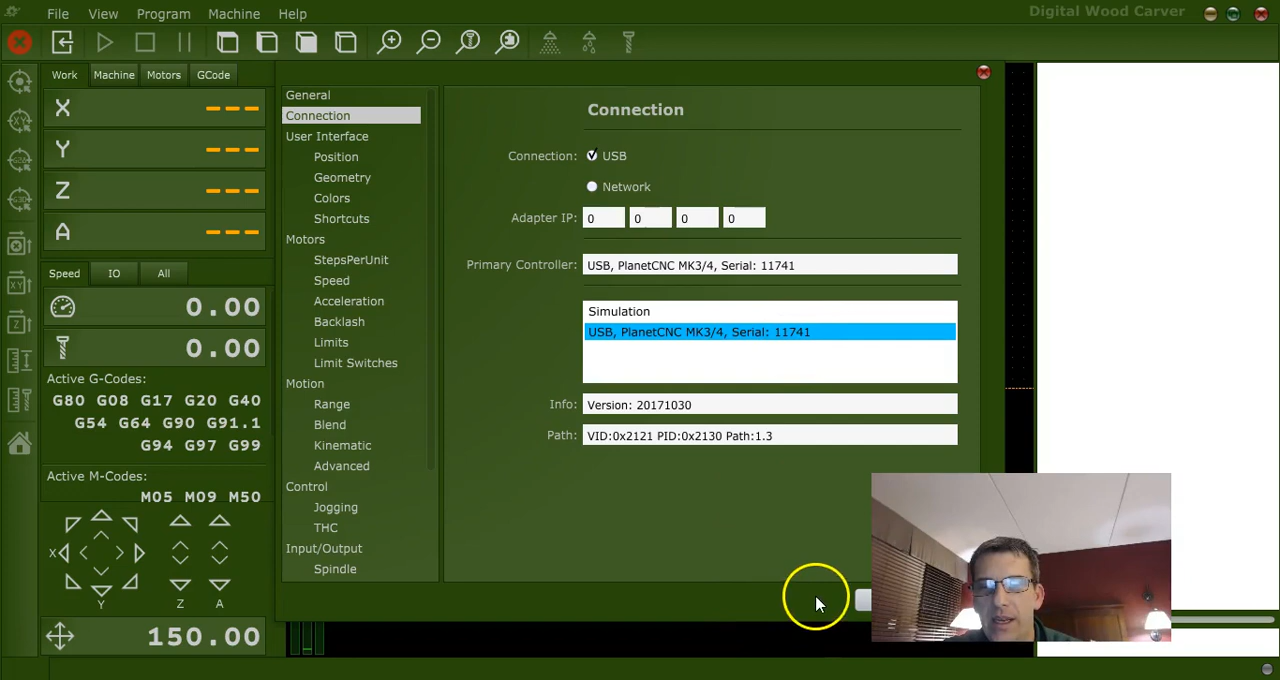 File View Program Machine Help
Digital Wood Carver
Work Machine Motors GCode
X ---
Y ---
Z ---
A ---
Speed IO All
0.00
0.00
Active G-Codes:
G80 G08 G17 G20 G40
G54 G64 G90 G91.1
G94 G97 G99
Active M-Codes:
M05 M09 M50
X
Y
Z
A
150.00
General
Connection
User Interface
Position
Geometry
Colors
Shortcuts
Motors
StepsPerUnit
Speed
Acceleration
Backlash
Limits
Limit Switches
Motion
Range
Blend
Kinematic
Advanced
Control
Jogging
THC
Input/Output
Spindle
Connection
Connection: USB
Network
Adapter IP: 0 0 0 0
Primary Controller: USB, PlanetCNC MK3/4, Serial: 11741
Simulation
USB, PlanetCNC MK3/4, Serial: 11741
Info: Version: 20171030
Path: VID:0x2121 PID:0x2130 Path:1.3